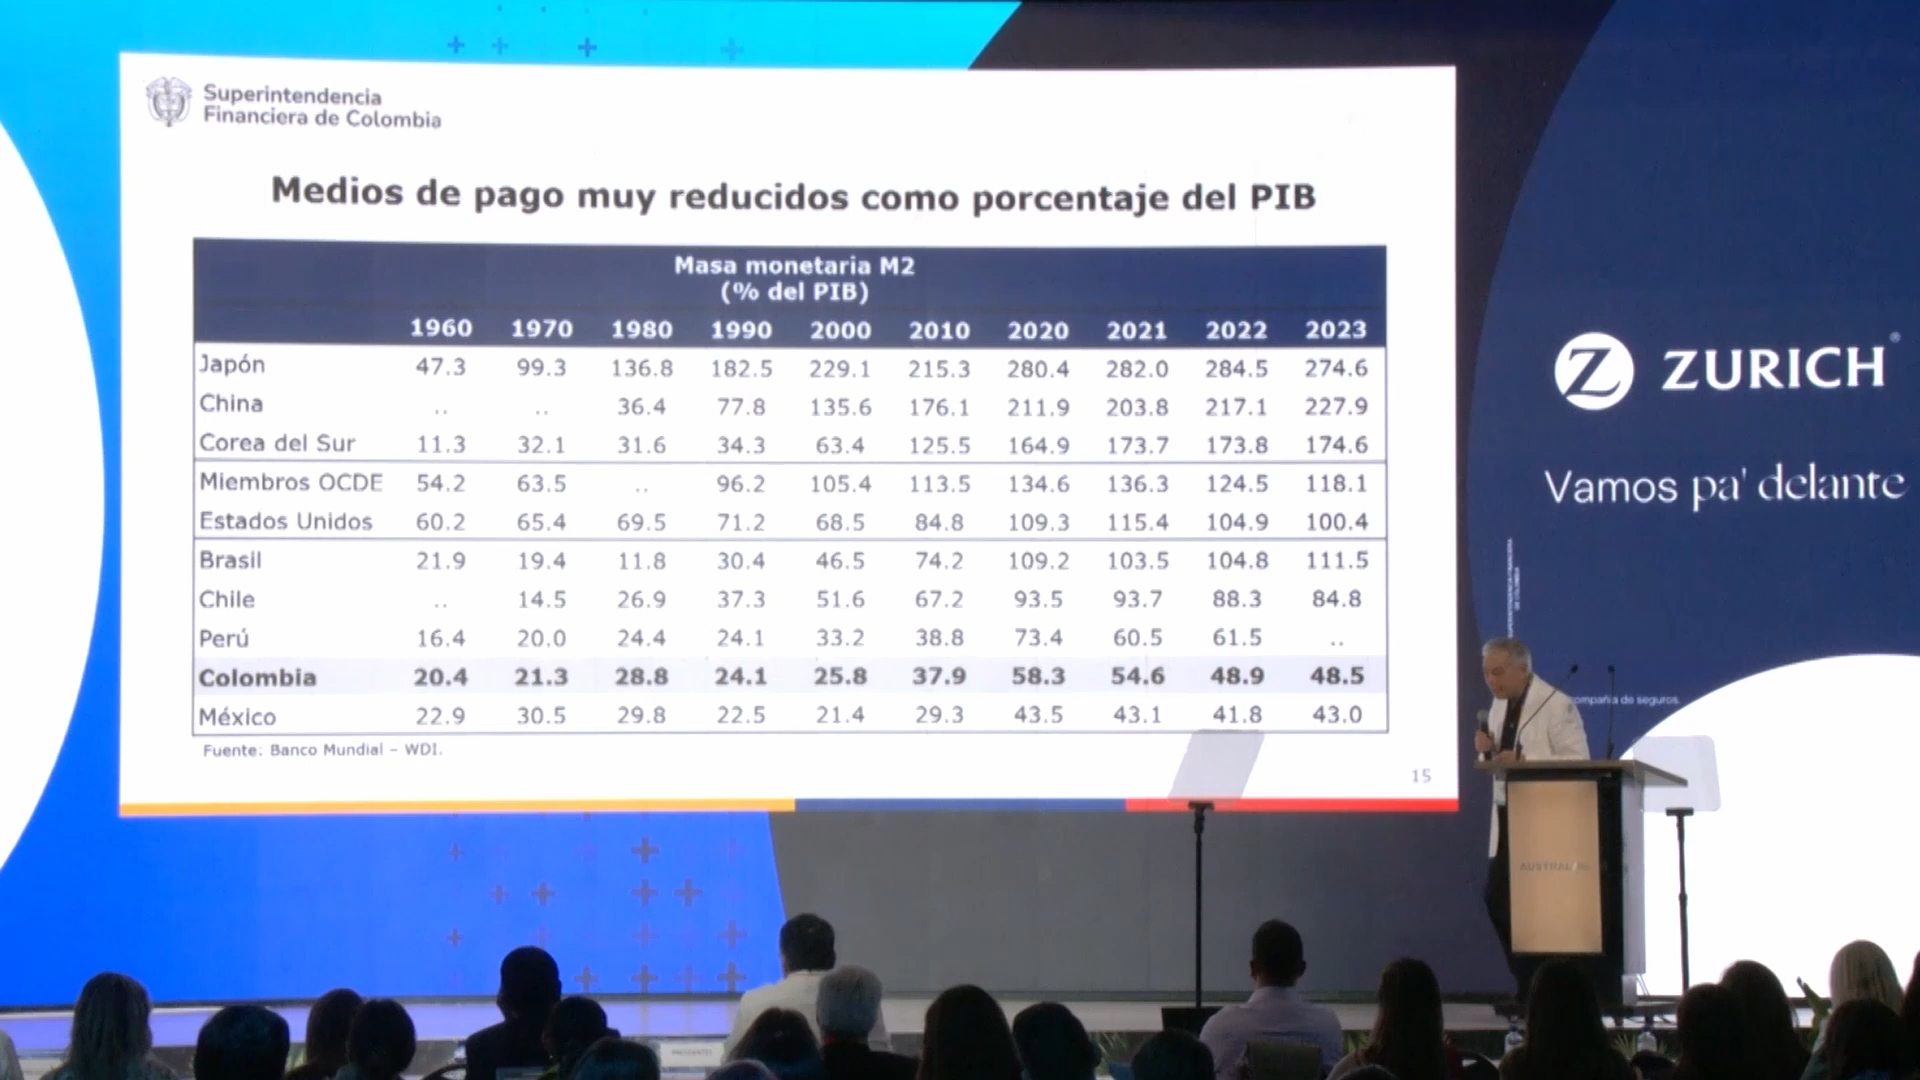 Superintendencia
Financiera de Colombia
Medios de pago muy reducidos como porcentaje del PIB
Masa monetaria M2
(% del PIB)
1960 1970 1980 1990 2000 2010 2020 2021 2022 2023
Japón 47.3 99.3 136.8 182.5 229.1 215.3 280.4 282.0 284.5 274.6
China .. .. 36.4 77.8 135.6 176.1 211.9 203.8 217.1 227.9
Corea del Sur 11.3 32.1 31.6 34.3 63.4 125.5 164.9 173.7 173.8 174.6
Miembros OCDE 54.2 63.5 .. 96.2 105.4 113.5 134.6 136.3 124.5 118.1
Estados Unidos 60.2 65.4 69.5 71.2 68.5 84.8 109.3 115.4 104.9 100.4
Brasil 21.9 19.4 11.8 30.4 46.5 74.2 109.2 103.5 104.8 111.5
Chile .. 14.5 26.9 37.3 51.6 67.2 93.5 93.7 88.3 84.8
Perú 16.4 20.0 24.4 24.1 33.2 38.8 73.4 60.5 61.5 ..
Colombia 20.4 21.3 28.8 24.1 25.8 37.9 58.3 54.6 48.9 48.5
México 22.9 30.5 29.8 22.5 21.4 29.3 43.5 43.1 41.8 43.0
Fuente: Banco Mundial – WDI.
15
Z ZURICH®
Vamos pa' delante
de seguros.